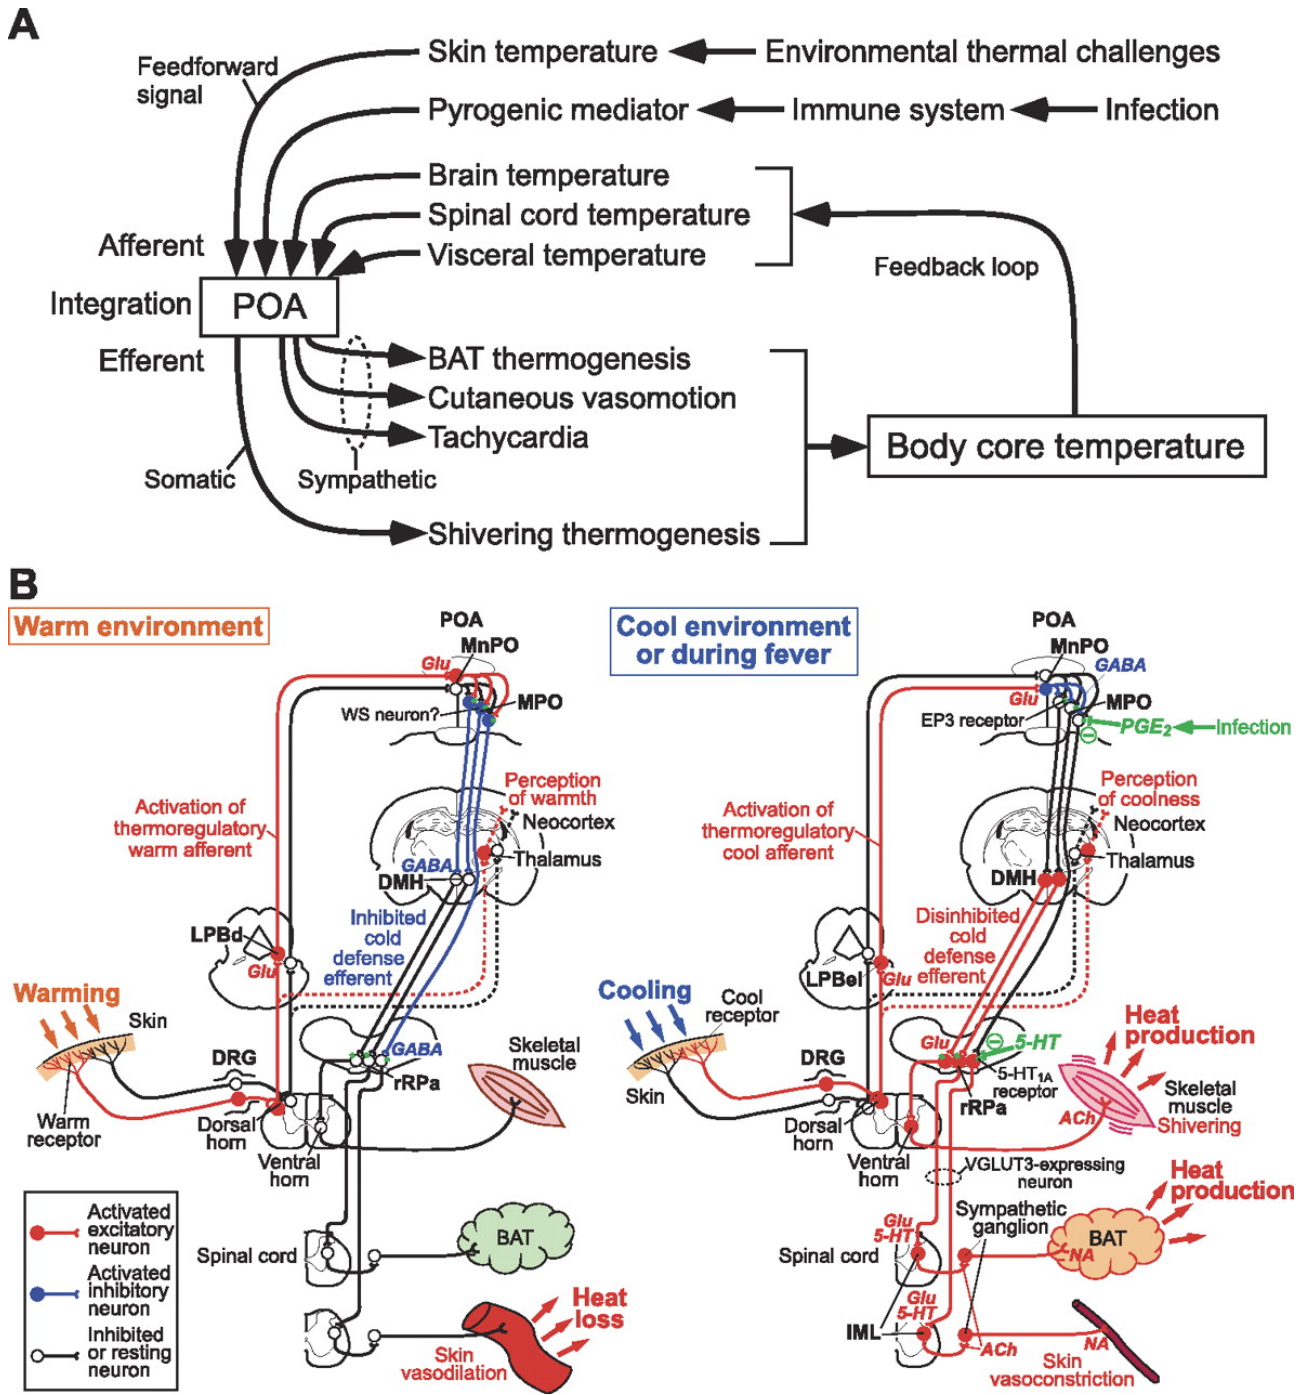 A
Skin temperature
Environmental thermal challenges
Feedforward
signal
Pyrogenic mediator
Immune system
Infection
Brain temperature
Spinal cord temperature
Visceral temperature
Afferent
Feedback loop
Integration
POA
Efferent
BAT thermogenesis
Cutaneous vasomotion
Tachycardia
Body core temperature
Somatic
Sympathetic
Shivering thermogenesis
B
Warm environment
POA
MnPO
Glu
WS neuron?
MPO
Perception
of warmth
Neocortex
Activation of
thermoregulatory
warm afferent
Thalamus
GABA
DMH
LPBd
Inhibited
cold
defense
efferent
Glu
Warming
Skin
DRG
GABA
rRPa
Skeletal
muscle
Warm
receptor
Dorsal
horn
Ventral
horn
Activated
excitatory
neuron
Activated
inhibitory
neuron
Inhibited
or resting
neuron
Spinal cord
BAT
Heat
loss
Skin
vasodilation
Cool environment
or during fever
POA
MnPO
GABA
Glu
MPO
EP3 receptor
PGE2
Infection
Perception
of coolness
Neocortex
Activation of
thermoregulatory
cool afferent
Thalamus
DMH
Disinhibited
cold
defense
efferent
LPBel
Glu
Cooling
Cool
receptor
Skin
DRG
Glu
5-HT
5-HT1A
receptor
rRPa
Heat
production
Skeletal
muscle
Shivering
ACh
Dorsal
horn
Ventral
horn
VGLUT3-expressing
neuron
Heat
production
Sympathetic
ganglion
Glu
5-HT
Spinal cord
BAT
NA
Glu
5-HT
IML
ACh
NA
Skin
vasoconstriction